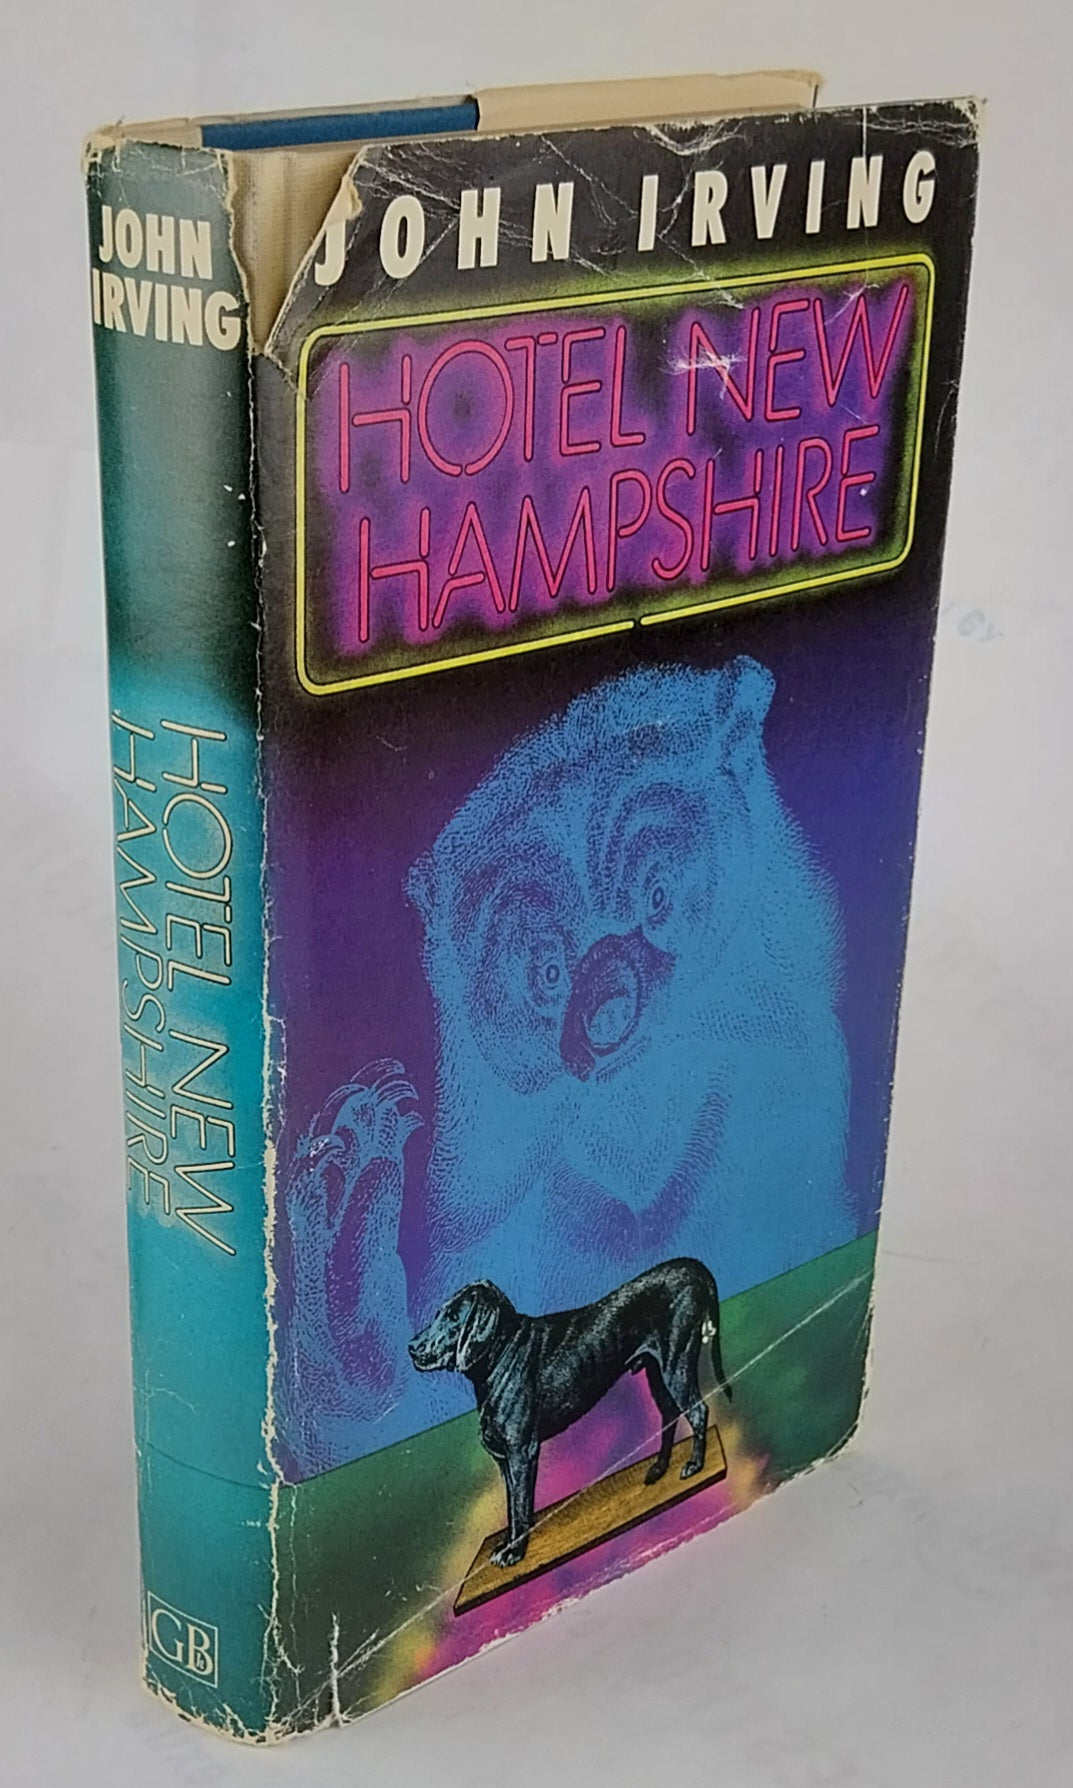 JOHN
IRVING
HOTEL NEW
HAMPSHIRE
GB
JOHN IRVING
HOTEL NEW
HAMPSHIRE